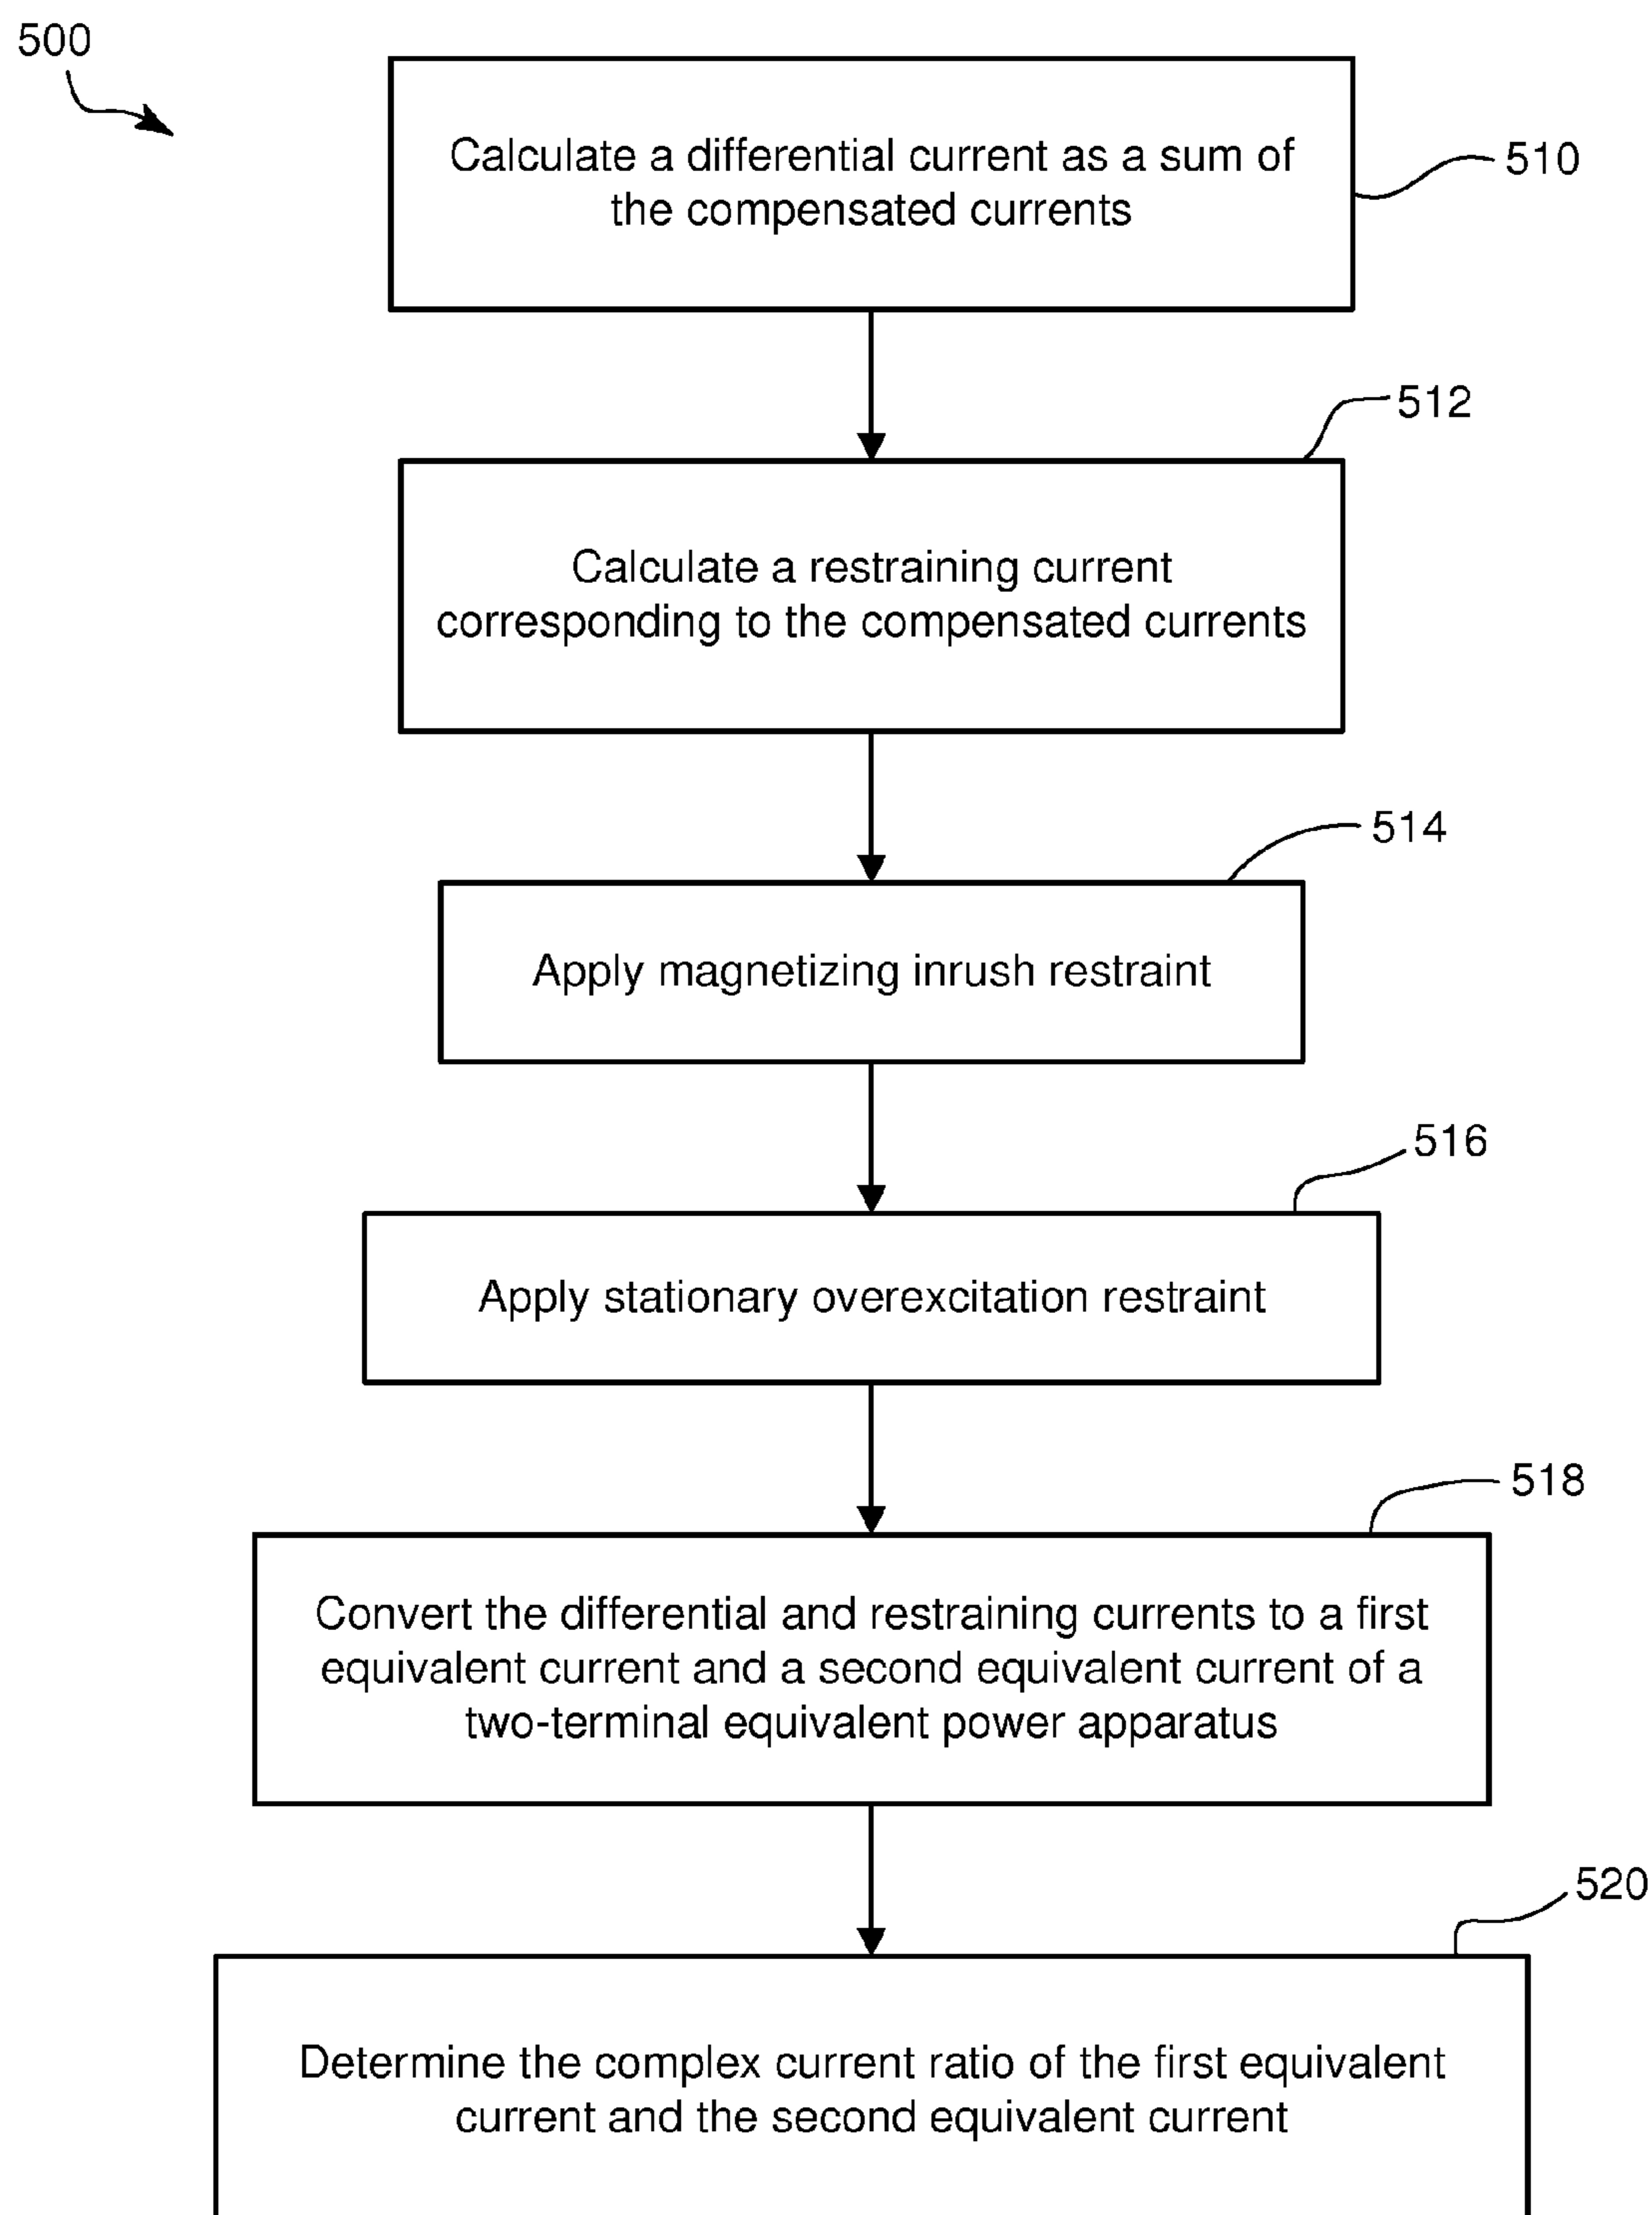 500
Calculate a differential current as a sum of
the compensated currents
510
512
Calculate a restraining current
corresponding to the compensated currents
514
Apply magnetizing inrush restraint
516
Apply stationary overexcitation restraint
518
Convert the differential and restraining currents to a first
equivalent current and a second equivalent current of a
two-terminal equivalent power apparatus
520
Determine the complex current ratio of the first equivalent
current and the second equivalent current